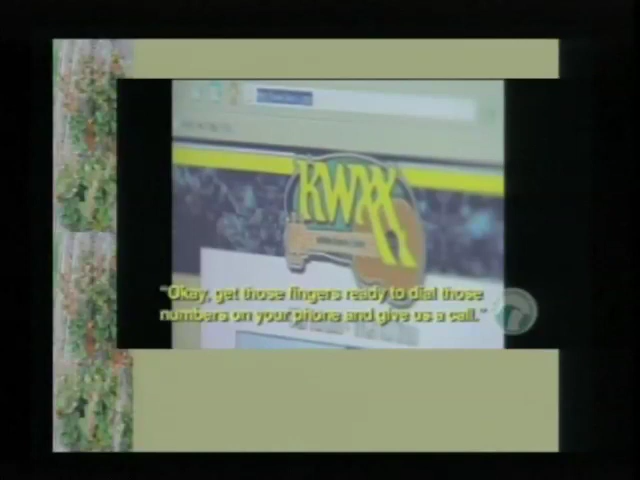 KWXX
"Okay, get those fingers ready to dial those
numbers on your phone and give us a call."